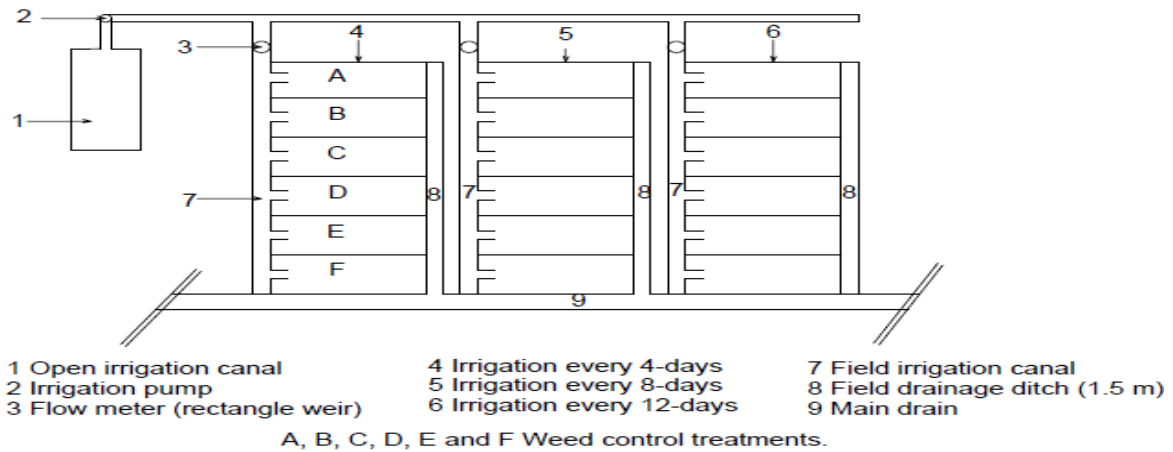 2
3
4
5
6
A
B
1
C
7
D
8
7
8
7
8
E
F
9
1 Open irrigation canal
2 Irrigation pump
3 Flow meter (rectangle weir)
4 Irrigation every 4-days
5 Irrigation every 8-days
6 Irrigation every 12-days
7 Field irrigation canal
8 Field drainage ditch (1.5 m)
9 Main drain
A, B, C, D, E and F Weed control treatments.